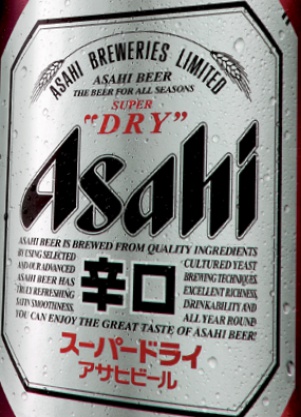 ASAHI BREWERIES LIMITED
ASAHI BEER
THE BEER FOR ALL SEASONS
SUPER
"DRY"
Asahi
ASAHI BEER IS BREWED FROM QUALITY INGREDIENTS
BY USING SELECTED CULTURED YEAST
AND OUR ADVANCED BREWING TECHNIQUES.
ASAHI BEER HAS EXCELLENT RICHNESS,
TRULY REFRESHING DRINKABILITY AND
SATIN SMOOTHNESS, ALL YEAR ROUND
辛口
YOU CAN ENJOY THE GREAT TASTE OF ASAHI BEER!
スーパードライ
アサヒビール